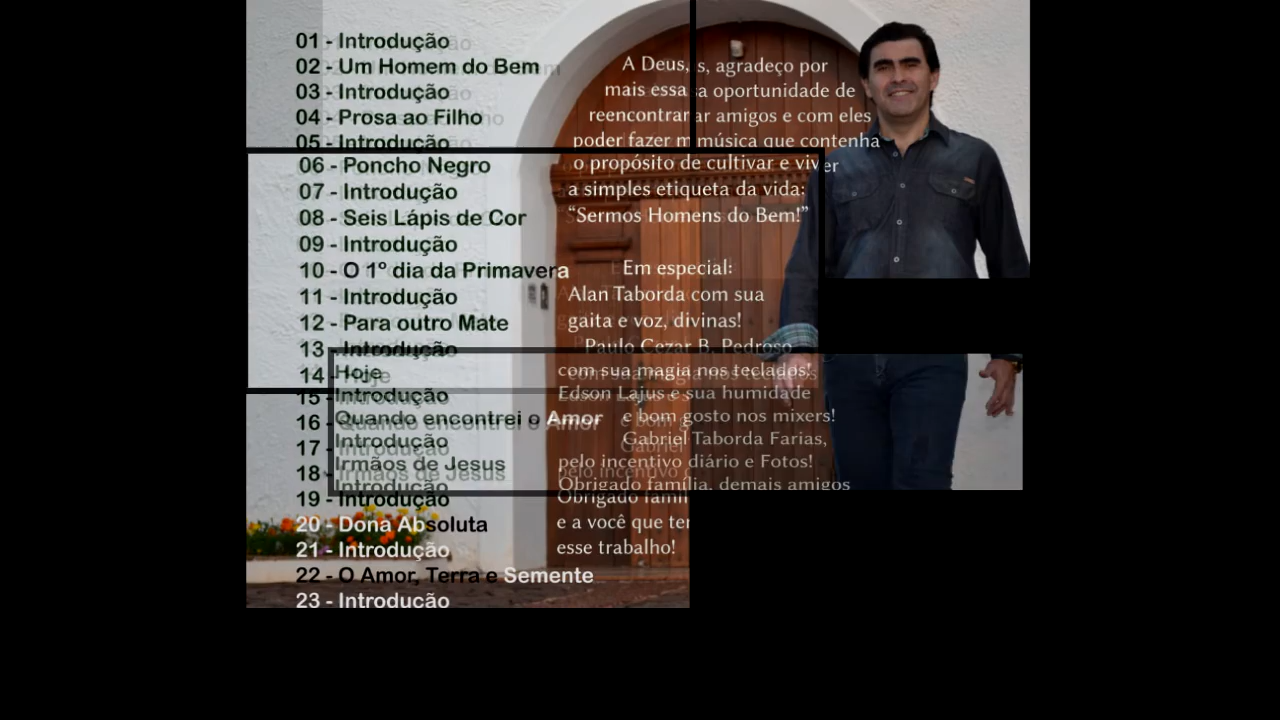 01 - Introdução
02 - Um Homem do Bem
03 - Introdução
04 - Prosa ao Filho
05 - Introdução
06 - Poncho Negro
07 - Introdução
08 - Seis Lápis de Cor
09 - Introdução
10 - O 1º dia da Primavera
11 - Introdução
12 - Para outro Mate
13 - Introdução
14 - Hoje
15 - Introdução
16 - Quando encontrei o Amor
17 - Introdução
18 - Irmãos de Jesus
19 - Introdução
20 - Dona Absoluta
21 - Introdução
22 - O Amor, Terra e Semente
23 - Introdução
A Deus, agradeço por
mais essa oportunidade de
reencontrar amigos e com eles
poder fazer música que contenha
o propósito de cultivar e viver
a simples etiqueta da vida:
“Sermos Homens do Bem!”
Em especial:
Alan Taborda com sua
gaita e voz, divinas!
Paulo Cezar B. Pedroso
com sua magia nos teclados!
Edson Lajus e sua humidade
e bom gosto nos mixers!
Gabriel Taborda Farias,
pelo incentivo diário e Fotos!
Obrigado família, demais amigos
e a você que ter
esse trabalho!